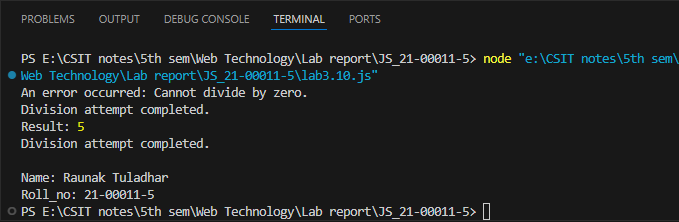 PROBLEMS OUTPUT DEBUG CONSOLE TERMINAL PORTS
PS E:\CSIT notes\5th sem\Web Technology\Lab report\JS_21-00011-5> node "e:\CSIT notes\5th sem\
Web Technology\Lab report\JS_21-00011-5\lab3.10.js"
An error occurred: Cannot divide by zero.
Division attempt completed.
Result: 5
Division attempt completed.
Name: Raunak Tuladhar
Roll_no: 21-00011-5
PS E:\CSIT notes\5th sem\Web Technology\Lab report\JS_21-00011-5>